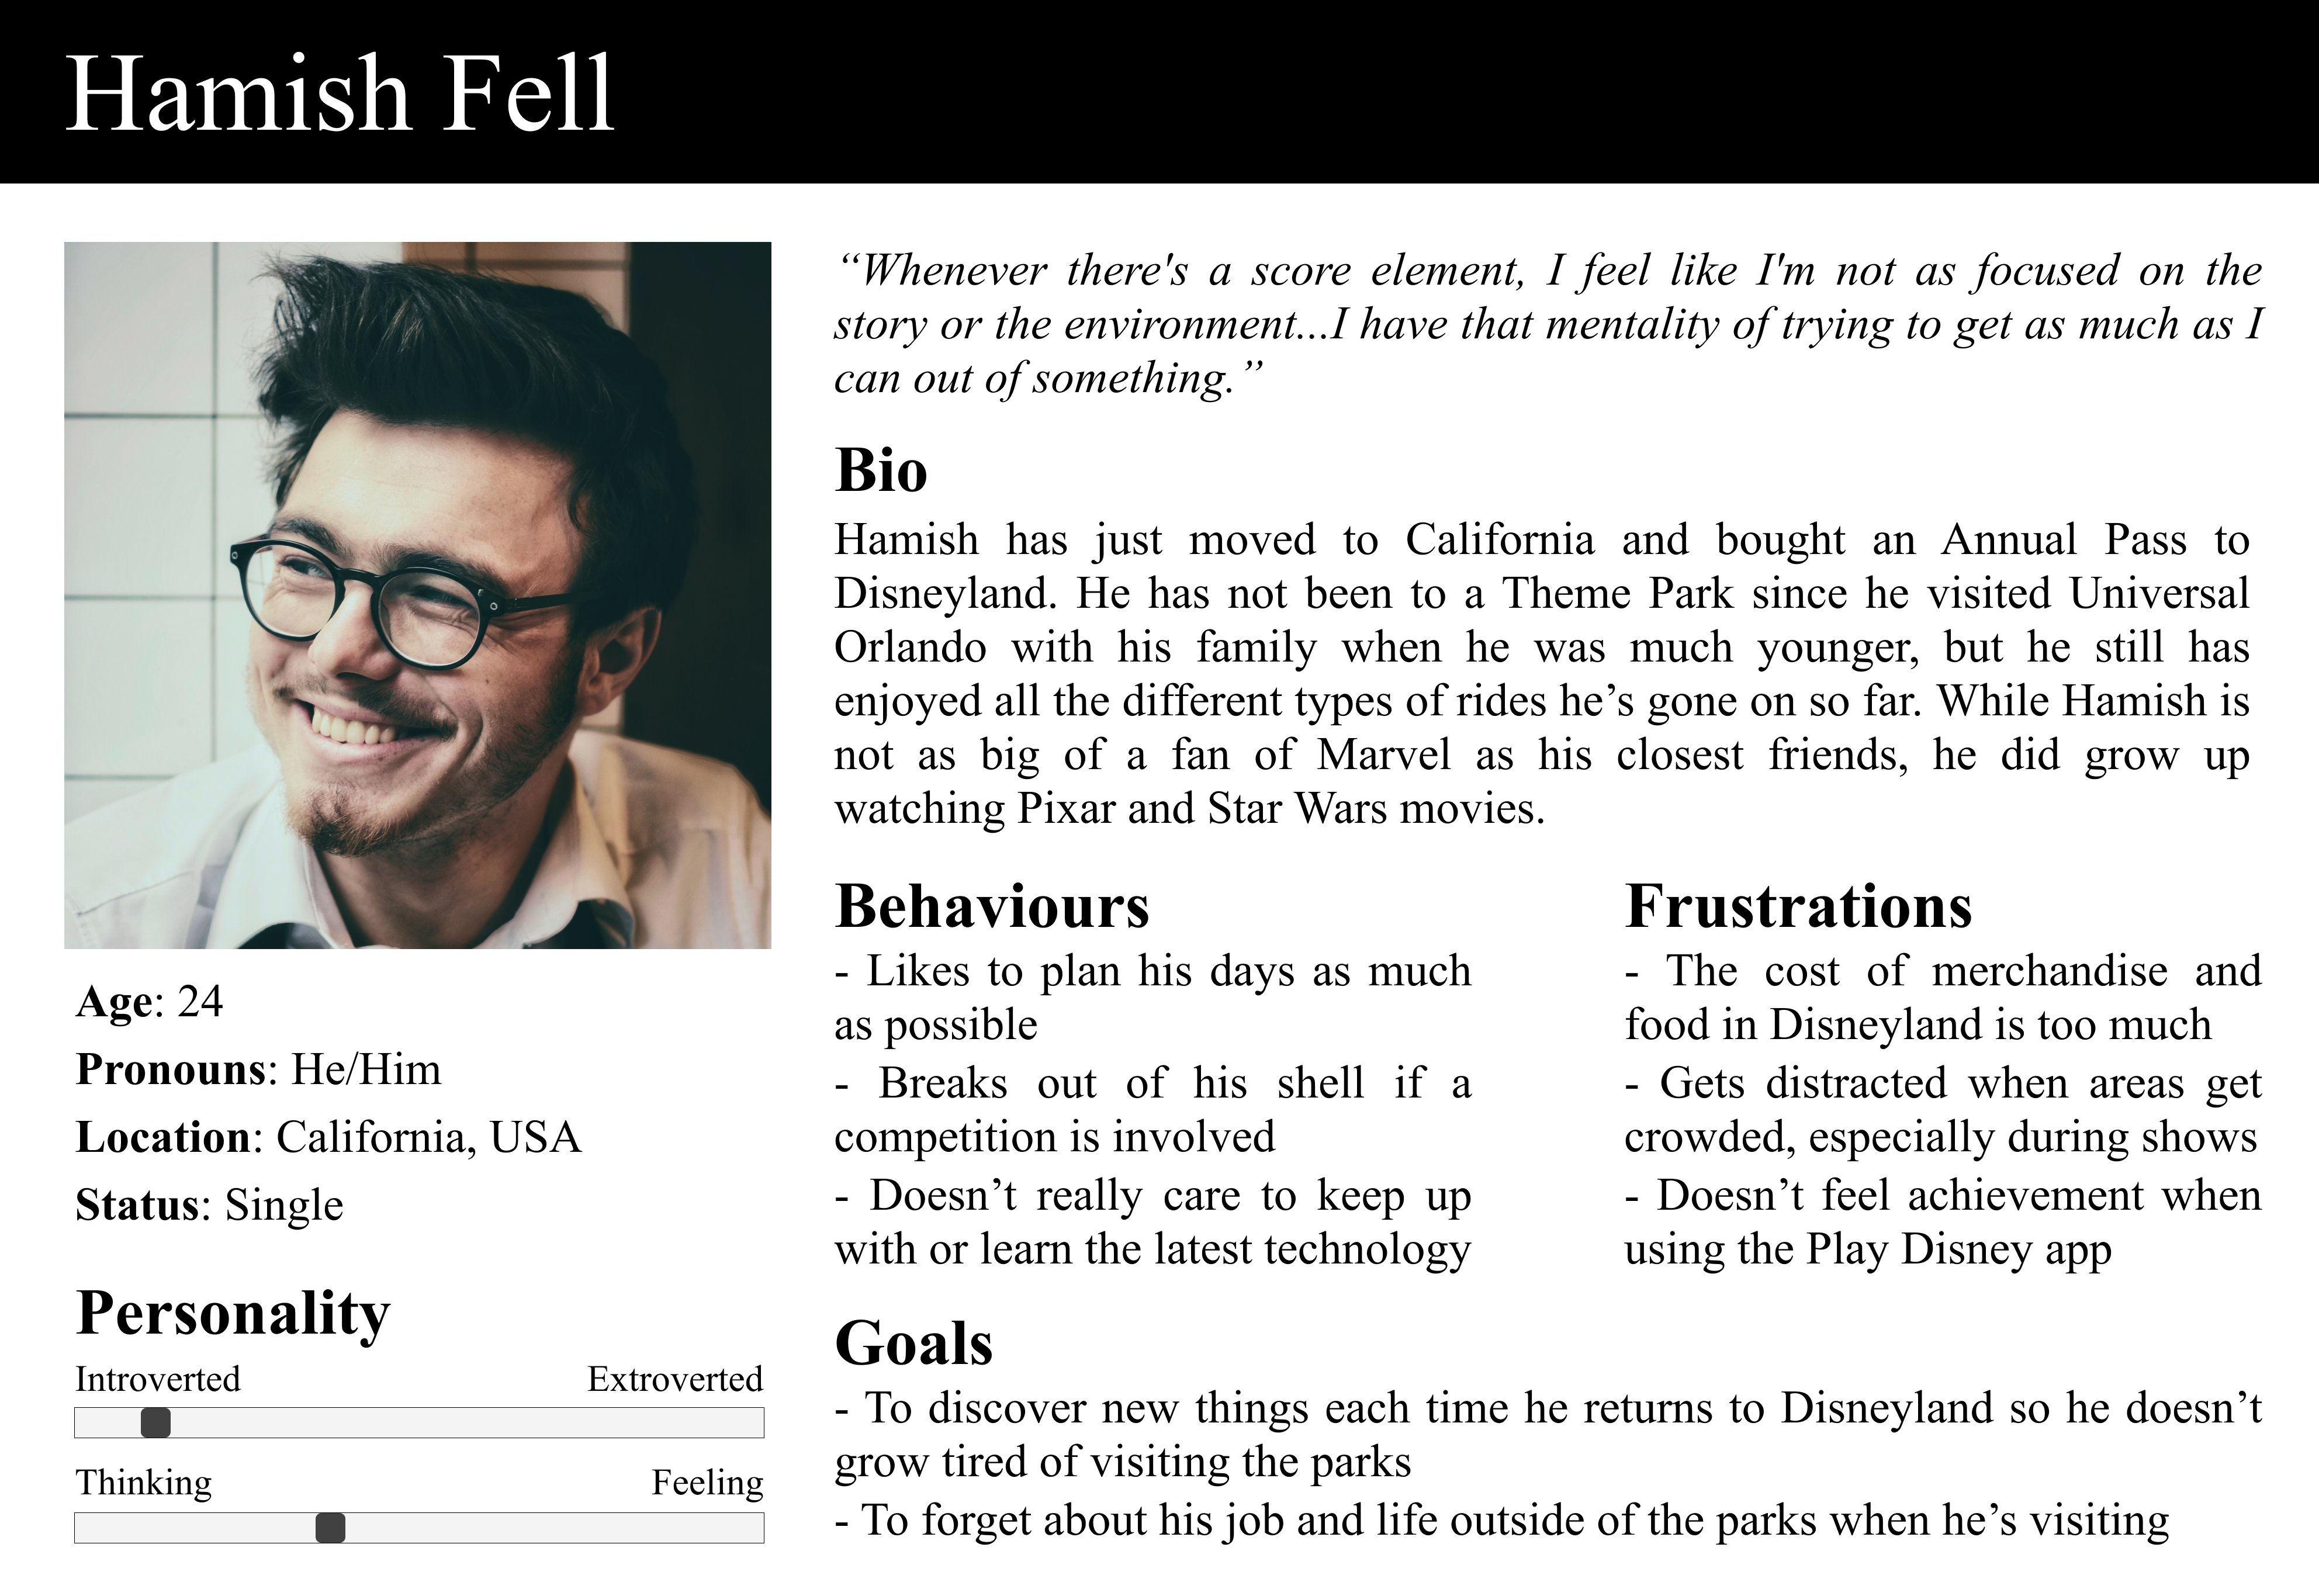 Hamish Fell
“Whenever there's a score element, I feel like I'm not as focused on the
story or the environment...I have that mentality of trying to get as much as I
can out of something.”
Bio
Hamish has just moved to California and bought an Annual Pass to
Disneyland. He has not been to a Theme Park since he visited Universal
Orlando with his family when he was much younger, but he still has
enjoyed all the different types of rides he’s gone on so far. While Hamish is
not as big of a fan of Marvel as his closest friends, he did grow up
watching Pixar and Star Wars movies.
Age: 24
Pronouns: He/Him
Location: California, USA
Status: Single
Personality
Introverted Extroverted
Thinking Feeling
Behaviours
- Likes to plan his days as much
as possible
- Breaks out of his shell if a
competition is involved
- Doesn’t really care to keep up
with or learn the latest technology
Frustrations
- The cost of merchandise and
food in Disneyland is too much
- Gets distracted when areas get
crowded, especially during shows
- Doesn’t feel achievement when
using the Play Disney app
Goals
- To discover new things each time he returns to Disneyland so he doesn’t
grow tired of visiting the parks
- To forget about his job and life outside of the parks when he’s visiting